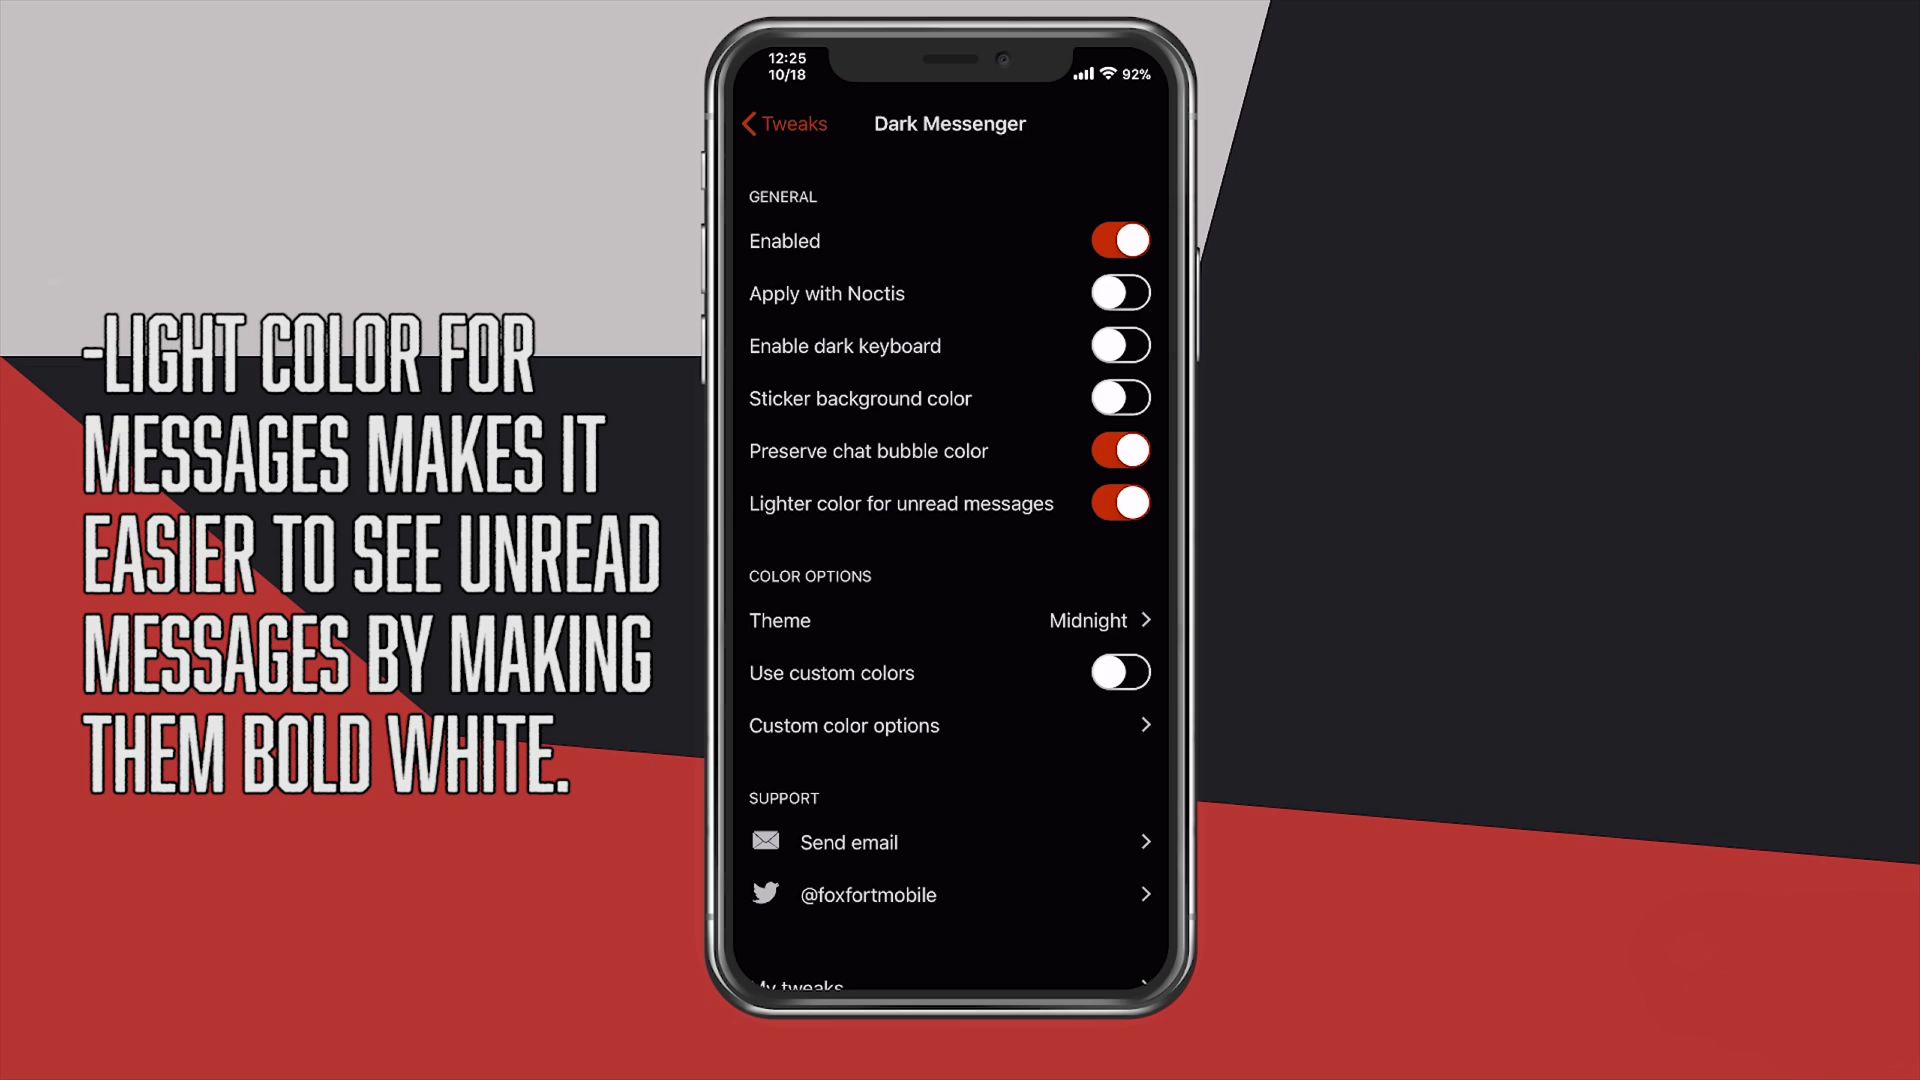 -LIGHT COLOR FOR
MESSAGES MAKES IT
EASIER TO SEE UNREAD
MESSAGES BY MAKING
THEM BOLD WHITE.
12:25
10/18
92%
Tweaks
Dark Messenger
GENERAL
Enabled
Apply with Noctis
Enable dark keyboard
Sticker background color
Preserve chat bubble color
Lighter color for unread messages
COLOR OPTIONS
Theme Midnight
Use custom colors
Custom color options
SUPPORT
Send email
@foxfortmobile
My tweaks